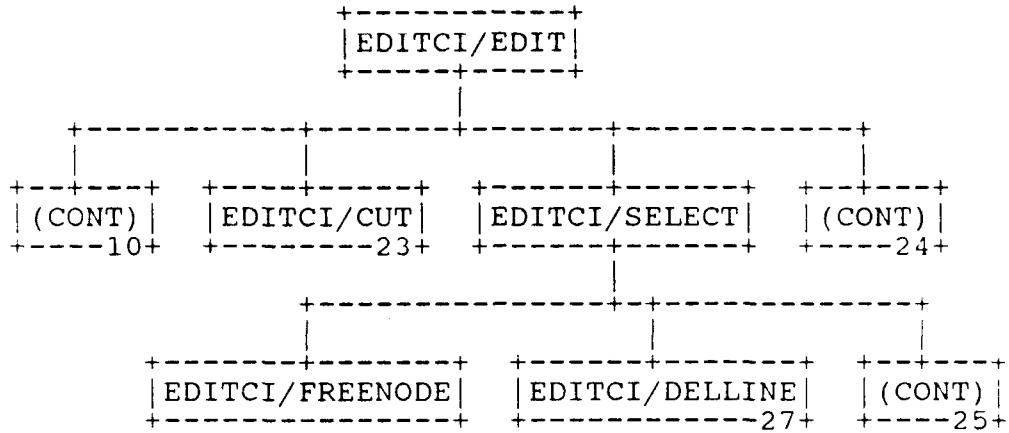 EDITCI/EDIT
(CONT) EDITCI/CUT EDITCI/SELECT (CONT)
10 23 24
EDITCI/FREENODE EDITCI/DELLINE (CONT)
27 25